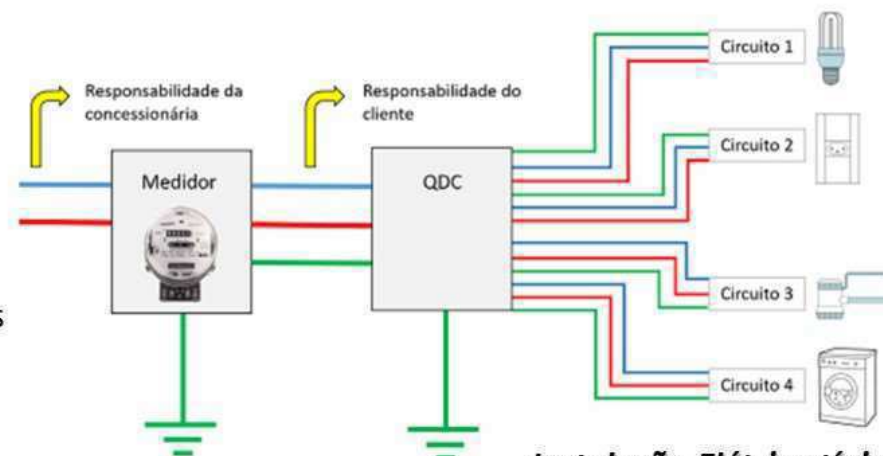 Responsabilidade da
concessionária
Responsabilidade do
cliente
Medidor
QDC
Circuito 1
Circuito 2
Circuito 3
Circuito 4
s